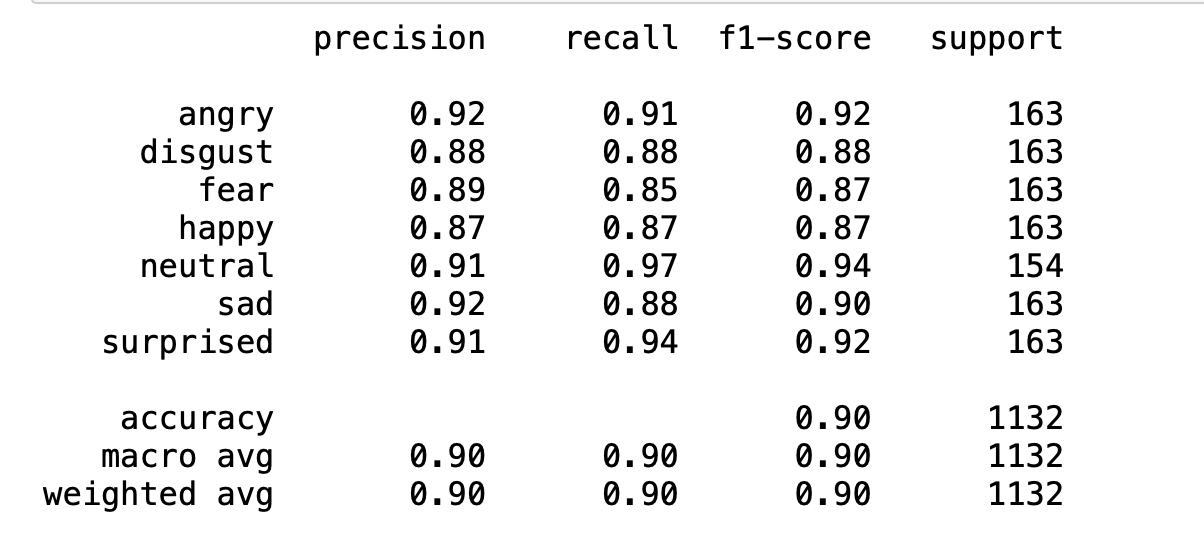 precision recall f1-score support
angry 0.92 0.91 0.92 163
disgust 0.88 0.88 0.88 163
fear 0.89 0.85 0.87 163
happy 0.87 0.87 0.87 163
neutral 0.91 0.97 0.94 154
sad 0.92 0.88 0.90 163
surprised 0.91 0.94 0.92 163
accuracy 0.90 1132
macro avg 0.90 0.90 0.90 1132
weighted avg 0.90 0.90 0.90 1132